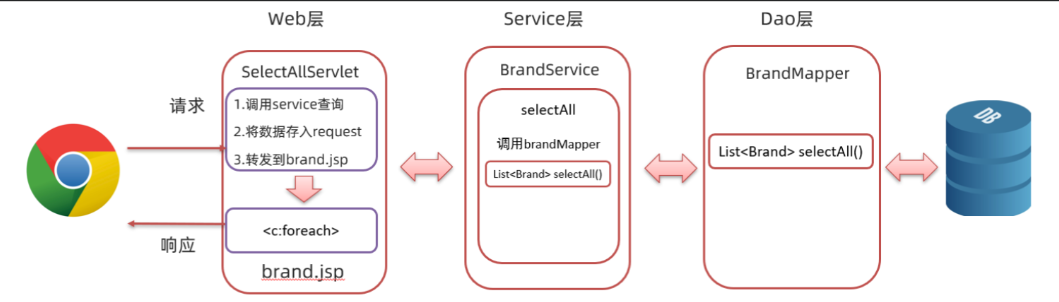 Web层
Service层
Dao层
请求
响应
SelectAllServlet
1.调用service查询
2.将数据存入request
3.转发到brand.jsp
<c:foreach>
brand.jsp
BrandService
selectAll
调用brandMapper
List<Brand> selectAll()
BrandMapper
List<Brand> selectAll()
DB